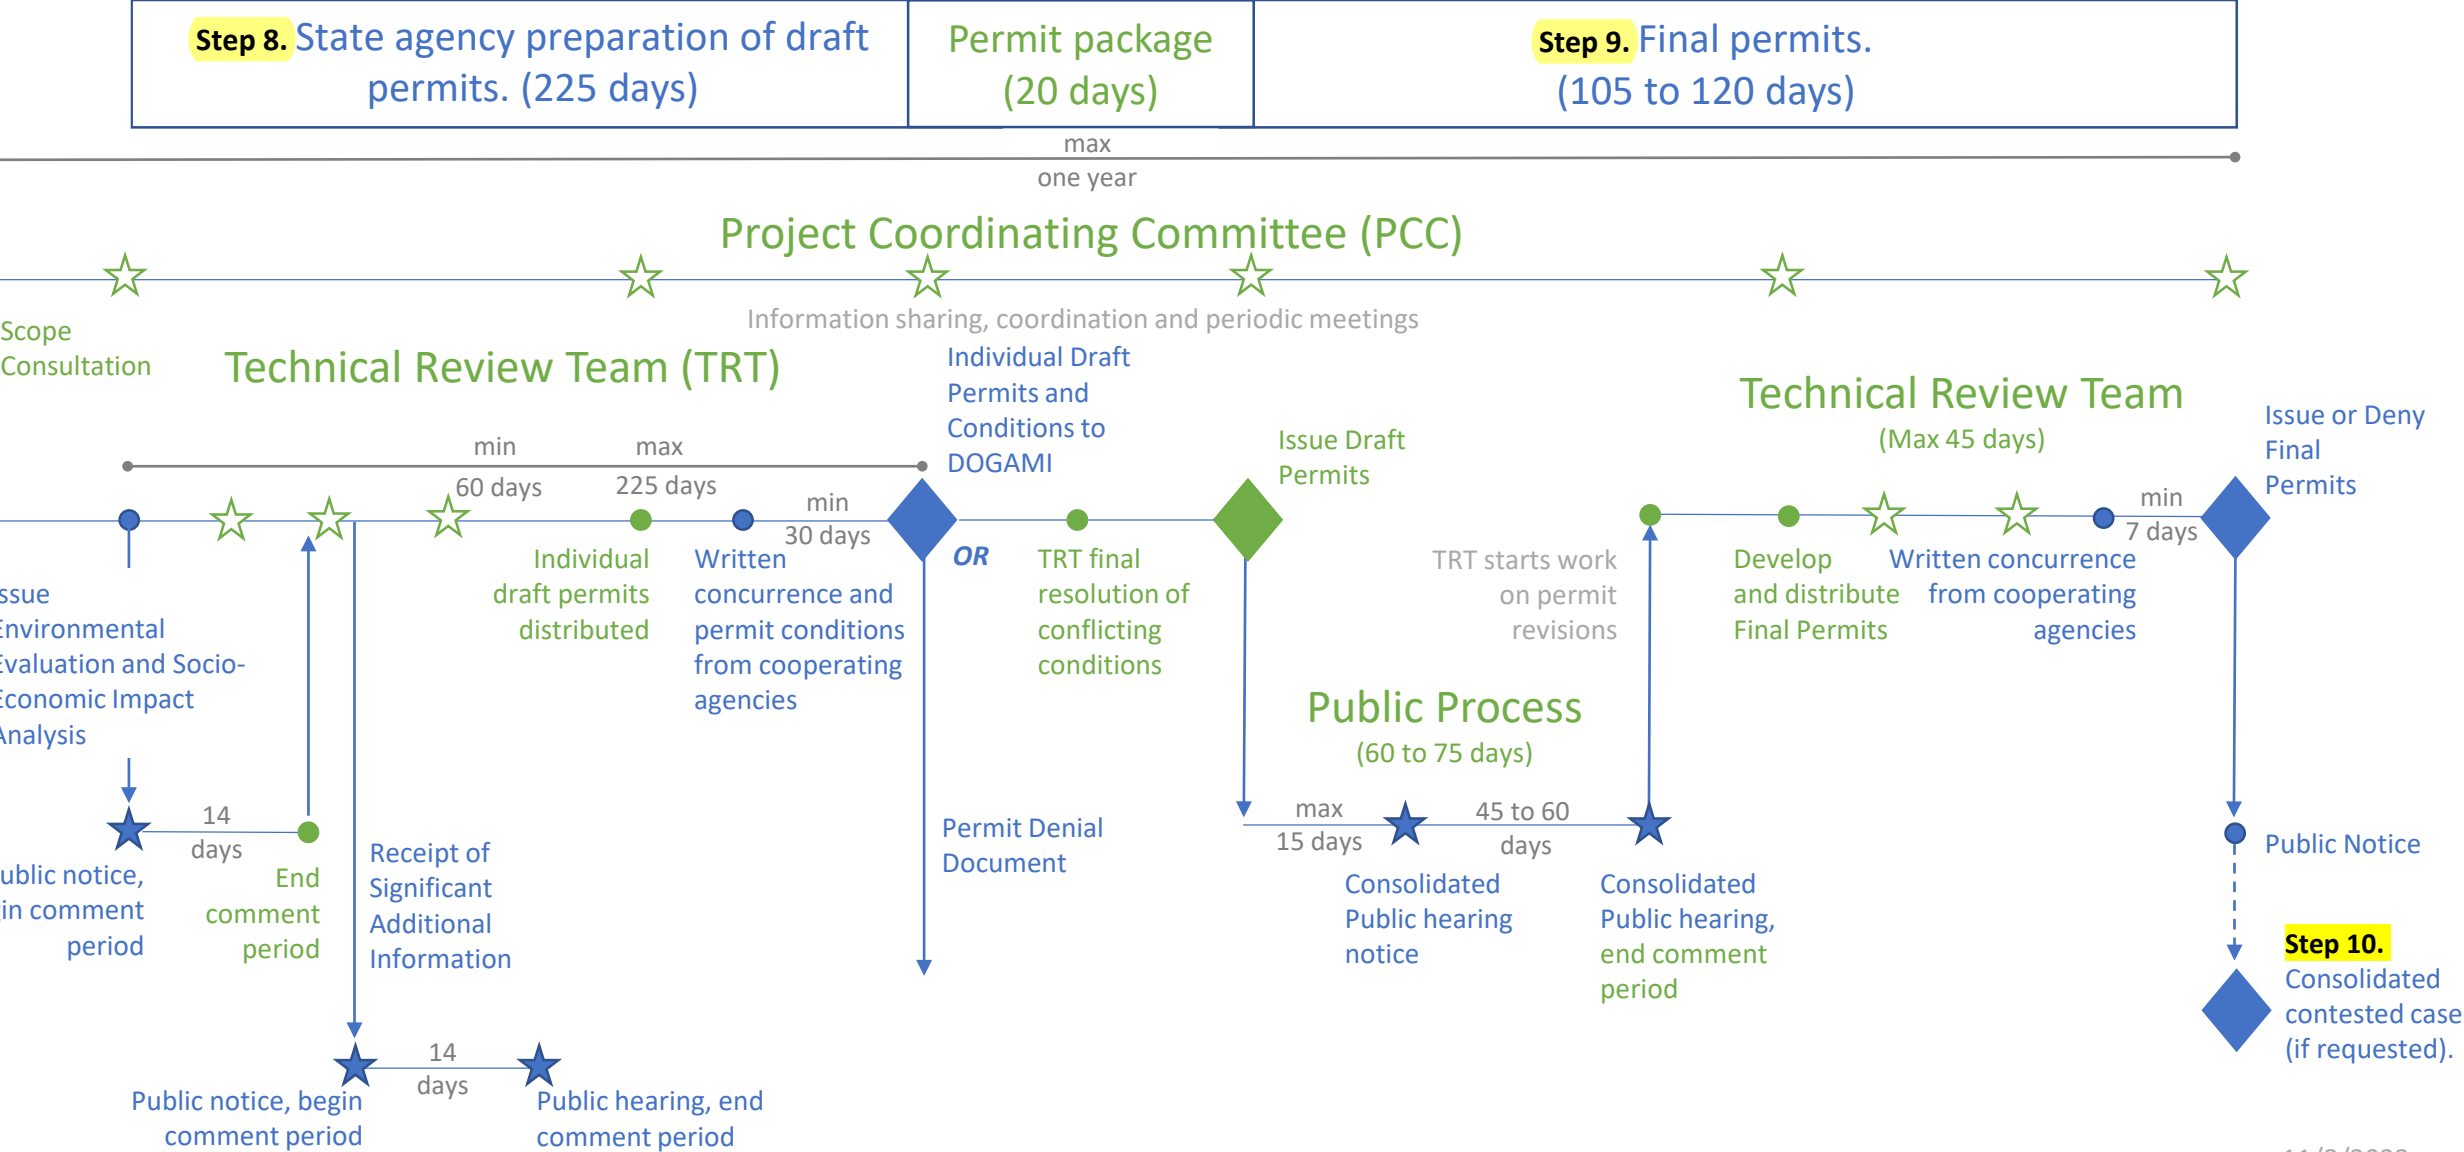 Step 8. State agency preparation of draft
permits. (225 days)
Permit package
(20 days)
Step 9. Final permits.
(105 to 120 days)
max
one year
Project Coordinating Committee (PCC)
Information sharing, coordination and periodic meetings
Scope
Consultation
Technical Review Team (TRT)
min
60 days
max
225 days
min
30 days
Individual Draft
Permits and
Conditions to
DOGAMI
OR
Issue Draft
Permits
Technical Review Team
(Max 45 days)
min
7 days
Issue or Deny
Final
Permits
ssue
Environmental
Evaluation and Socio-
Economic Impact
Analysis
Individual
draft permits
distributed
Written
concurrence and
permit conditions
from cooperating
agencies
TRT final
resolution of
conflicting
conditions
TRT starts work
on permit
revisions
Develop
and distribute
Final Permits
Written concurrence
from cooperating
agencies
Public Process
(60 to 75 days)
14
days
ublic notice,
in comment
period
End
comment
period
Receipt of
Significant
Additional
Information
Permit Denial
Document
max
15 days
45 to 60
days
Consolidated
Public hearing
notice
Consolidated
Public hearing,
end comment
period
Public Notice
Step 10.
Consolidated
contested case
(if requested).
14
days
Public notice, begin
comment period
Public hearing, end
comment period